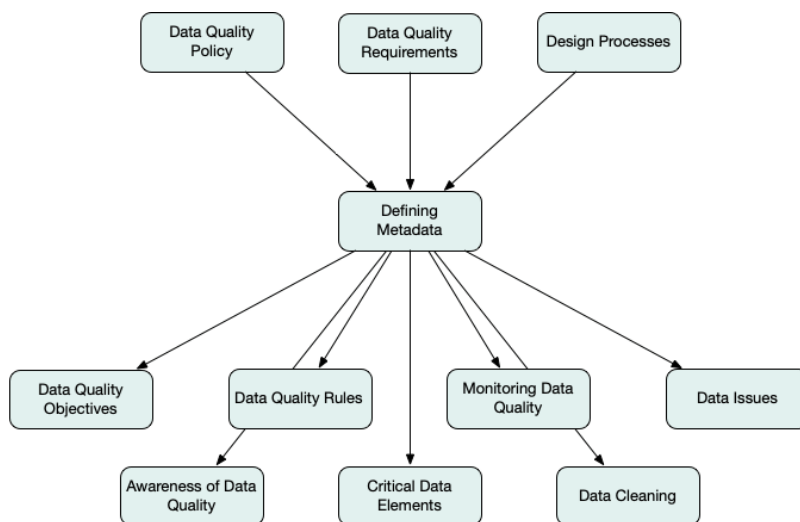 Data Quality
Policy
Data Quality
Requirements
Design Processes
Defining
Metadata
Data Quality
Objectives
Data Quality Rules
Monitoring Data
Quality
Data Issues
Awareness of Data
Quality
Critical Data
Elements
Data Cleaning